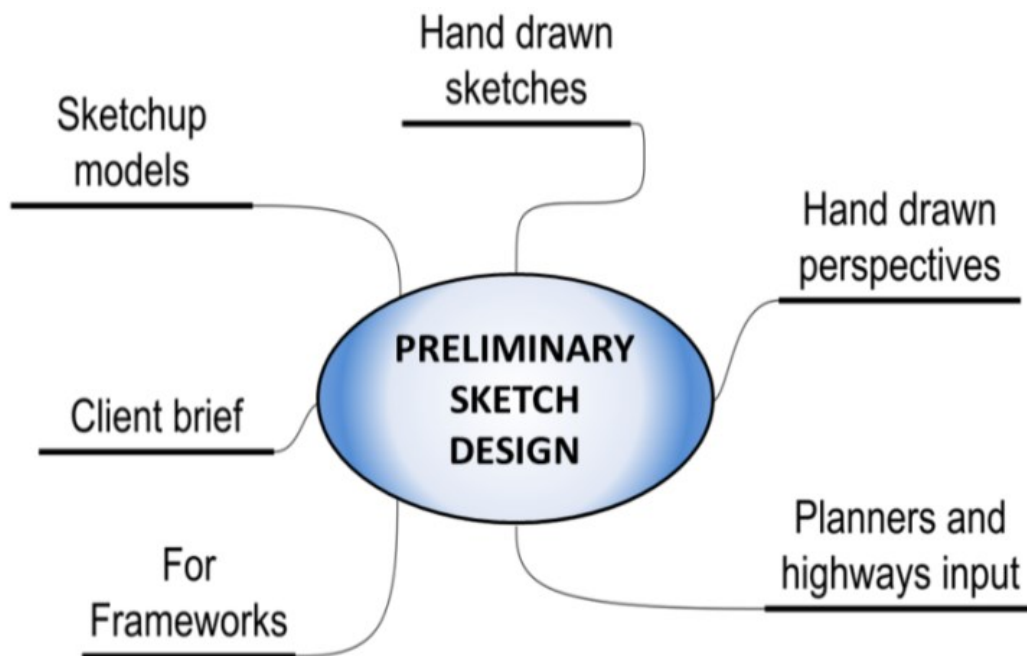 Hand drawn
sketches
Sketchup
models
Hand drawn
perspectives
PRELIMINARY
SKETCH
DESIGN
Client brief
Planners and
highways input
For
Frameworks